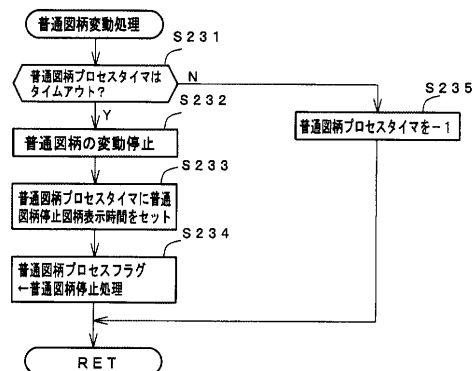 普通図柄変動処理
S231
普通図柄プロセスタイマは
タイムアウト?
N
Y
S232
普通図柄の変動停止
S233
普通図柄プロセスタイマに普通
図柄停止図柄表示時間をセット
S234
普通図柄プロセスフラグ
←普通図柄停止処理
S235
普通図柄プロセスタイマを－1
RET